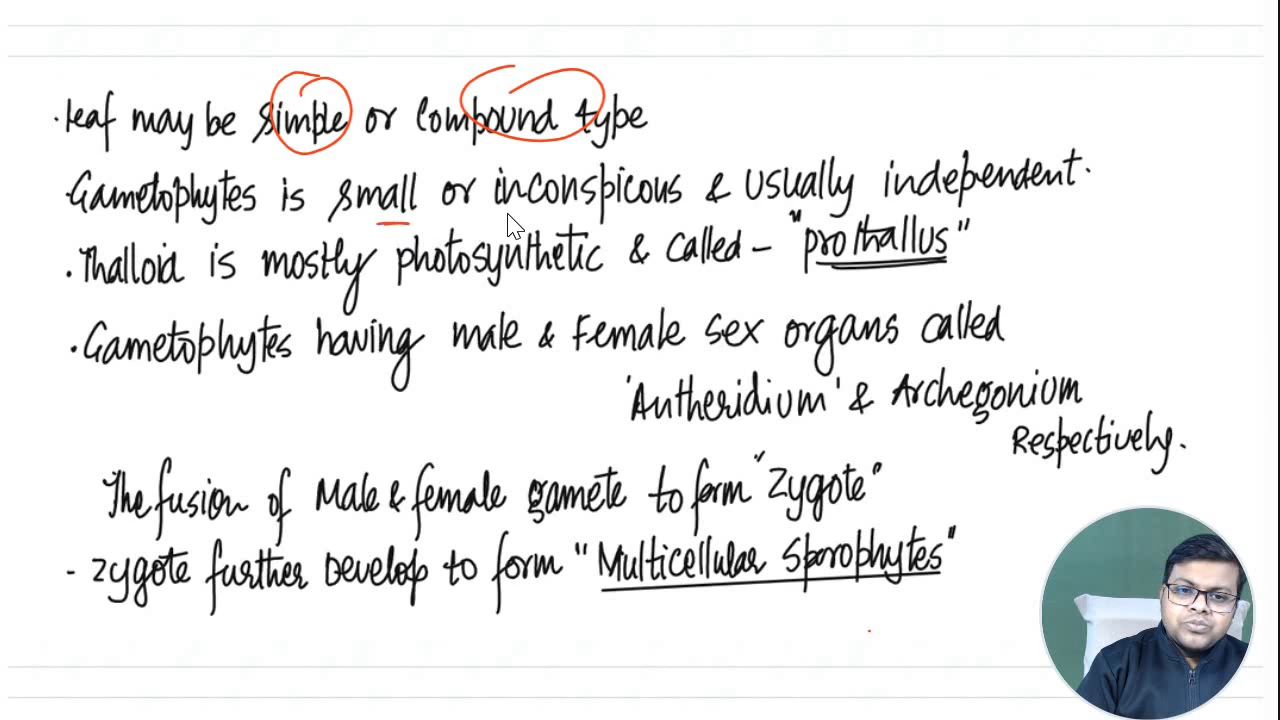 · Leaf may be simple or compound type
· Gametophytes is small or inconspicous & usually independent.
· Thalloid is mostly photosynthetic & called – "prothallus"
· Gametophytes having male & Female sex organs called
'Antheridium' & Archegonium
Respectively.
The fusion of Male & female gamete to form "Zygote"
- Zygote further Develop to form "Multicellular Sporophytes"